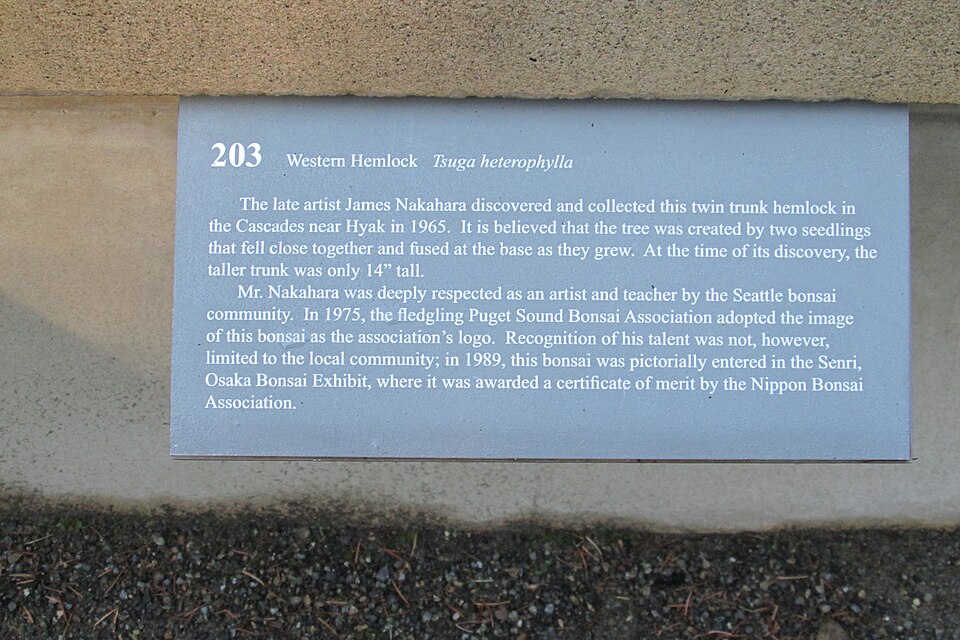 203 Western Hemlock Tsuga heterophylla
The late artist James Nakahara discovered and collected this twin trunk hemlock in
the Cascades near Hyak in 1965. It is believed that the tree was created by two seedlings
that fell close together and fused at the base as they grew. At the time of its discovery, the
taller trunk was only 14” tall.
Mr. Nakahara was deeply respected as an artist and teacher by the Seattle bonsai
community. In 1975, the fledgling Puget Sound Bonsai Association adopted the image
of this bonsai as the association’s logo. Recognition of his talent was not, however,
limited to the local community; in 1989, this bonsai was pictorially entered in the Senri,
Osaka Bonsai Exhibit, where it was awarded a certificate of merit by the Nippon Bonsai
Association.